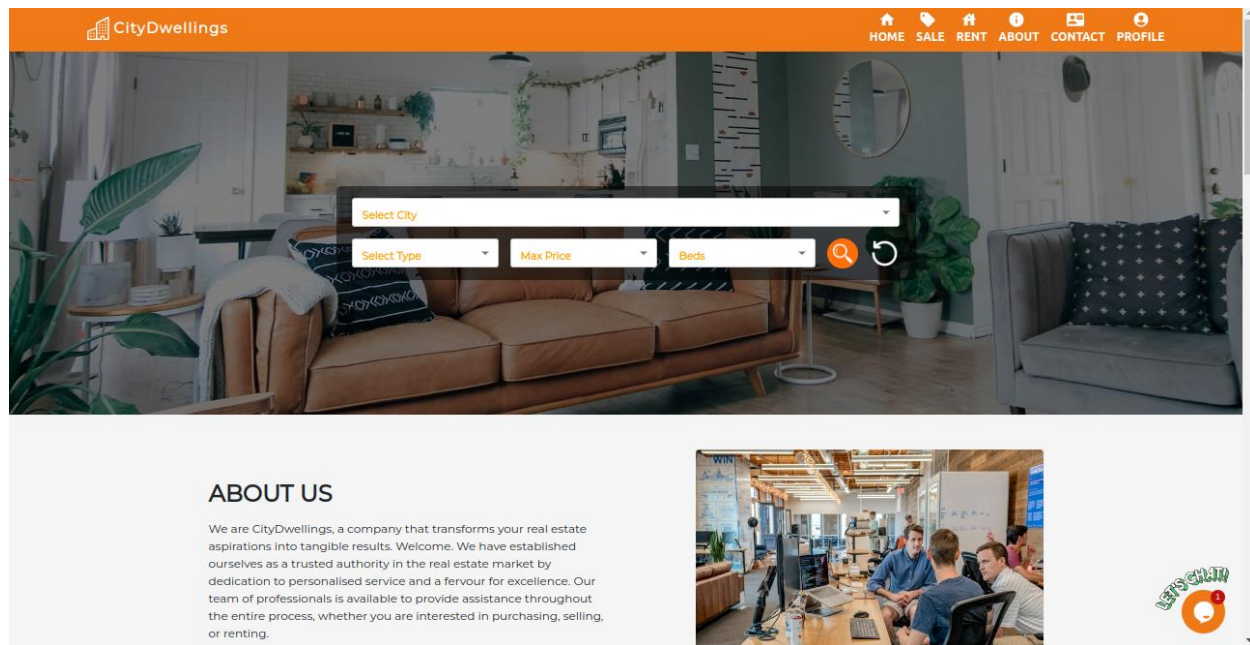 CityDwellings
HOME SALE RENT ABOUT CONTACT PROFILE
Select City
Select Type Max Price Beds
ABOUT US
We are CityDwellings, a company that transforms your real estate
aspirations into tangible results. Welcome. We have established
ourselves as a trusted authority in the real estate market by
dedication to personalised service and a fervour for excellence. Our
team of professionals is available to provide assistance throughout
the entire process, whether you are interested in purchasing, selling,
or renting.
WIN
LET'S CHAT!
1